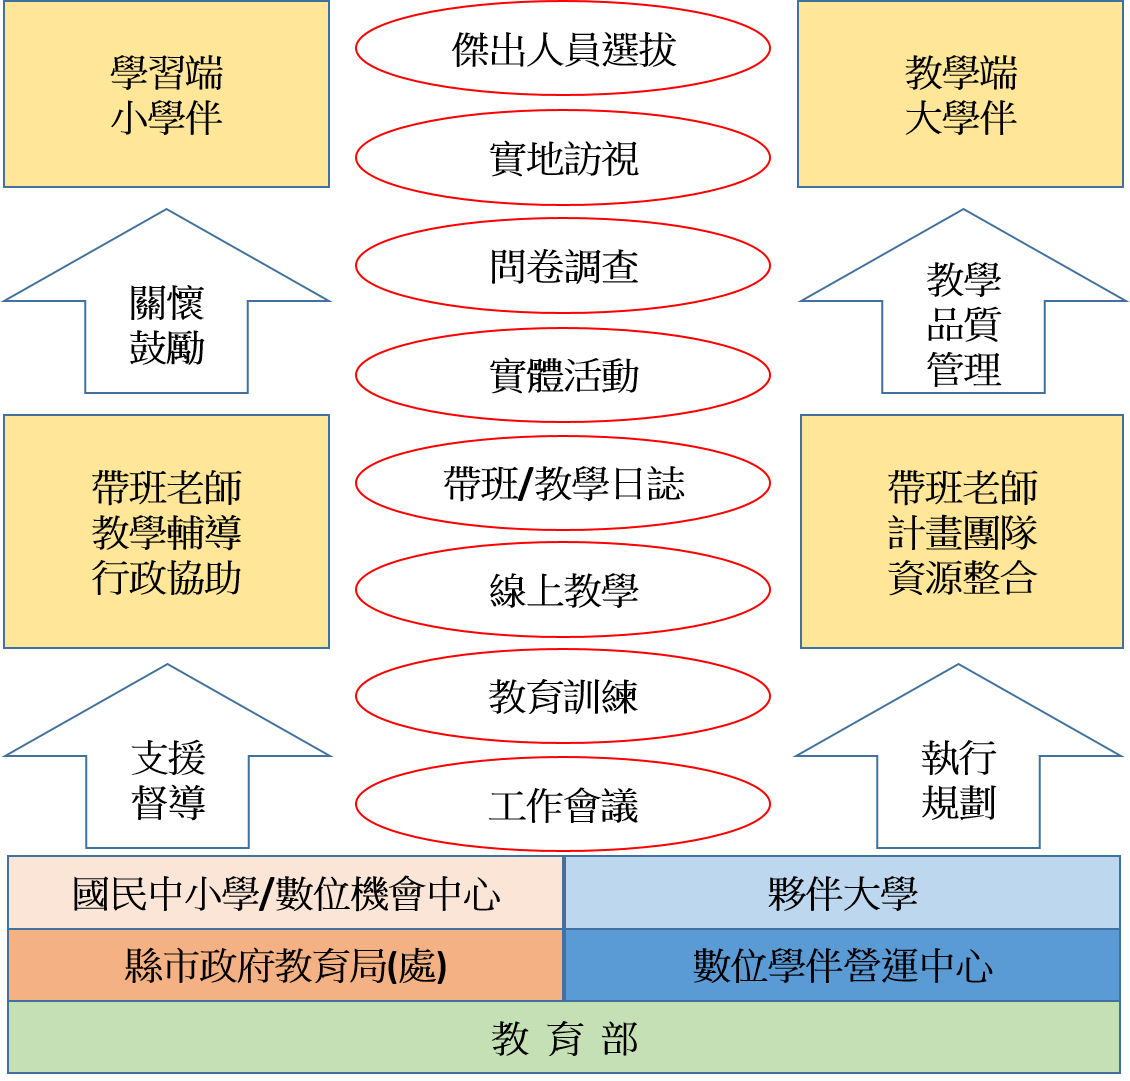 學習端
小學伴
傑出人員選拔
教學端
大學伴
實地訪視
問卷調查
關懷
鼓勵
教學
品質
管理
實體活動
帶班老師
教學輔導
行政協助
帶班/教學日誌
帶班老師
計畫團隊
資源整合
線上教學
教育訓練
支援
督導
執行
規劃
工作會議
國民中小學/數位機會中心
夥伴大學
縣市政府教育局(處)
數位學伴營運中心
教 育 部